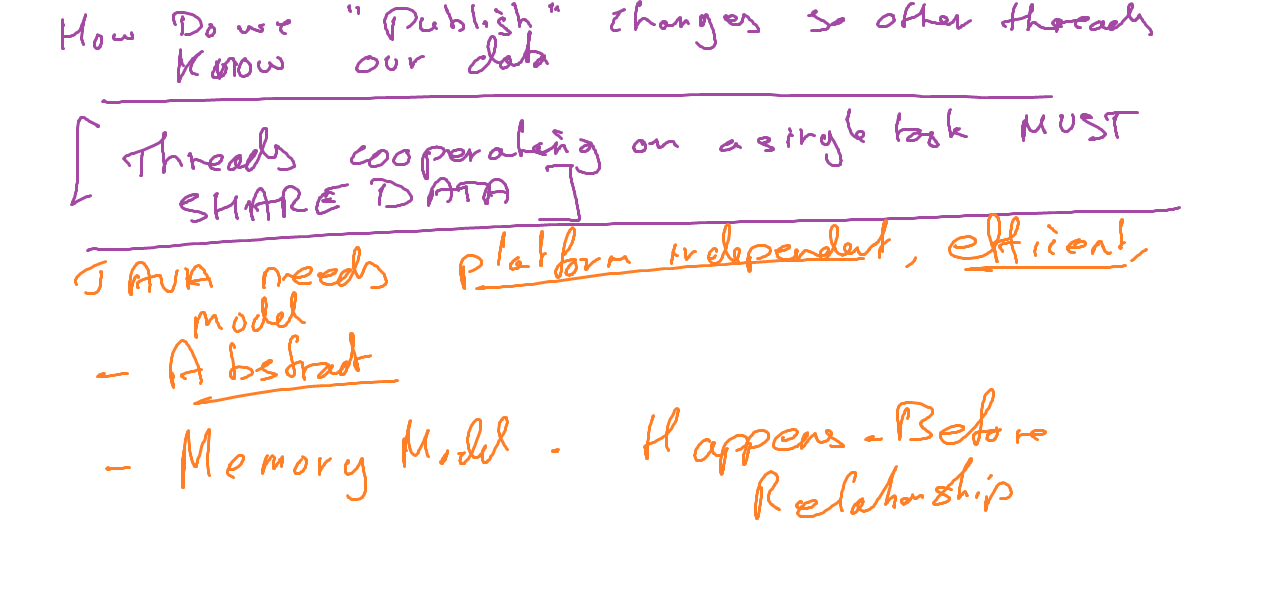 How Do we "Publish" changes so other threads
Know our data
[ Threads cooperating on a single task MUST
SHARE DATA ]
JAVA needs platform independent, efficient,
model
- Abstract
- Memory Model. Happens-Before
Relationship